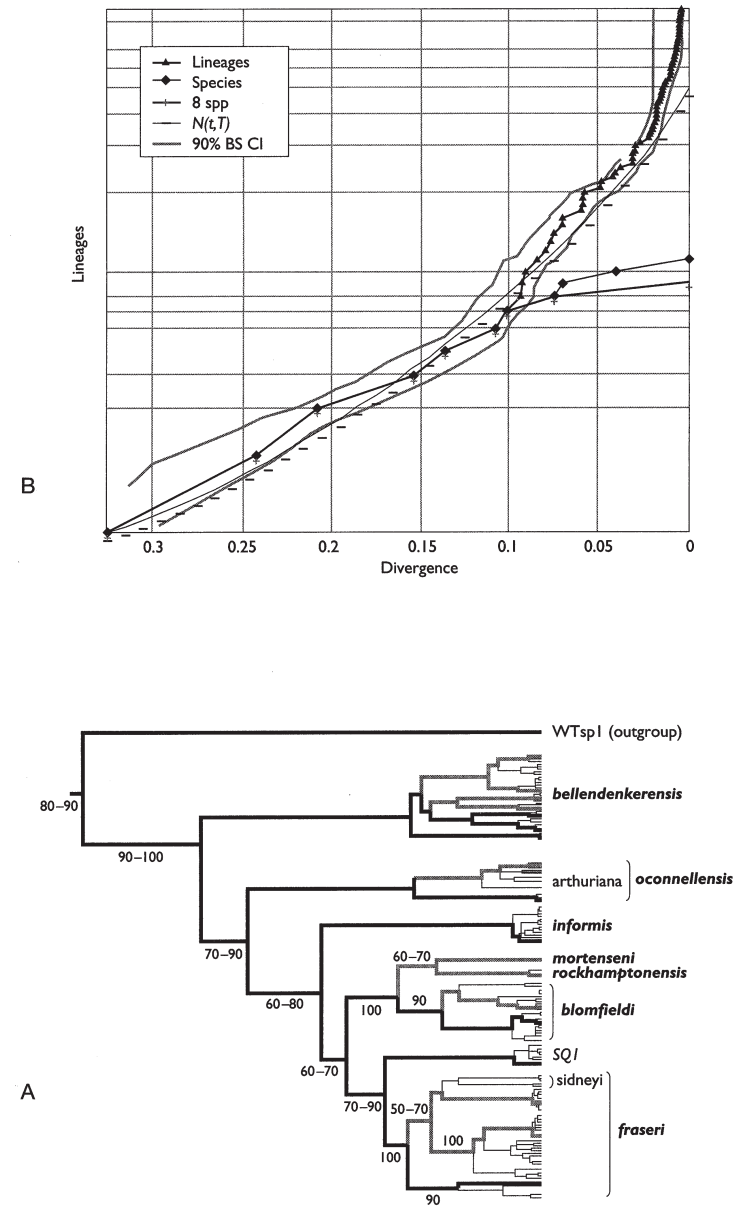 Lineages
Species
8 spp
N(t,T)
90% BS CI
Lineages
B
0.3 0.25 0.2 0.15 0.1 0.05 0
Divergence
WTsp1 (outgroup)
bellendenkerensis
80–90
90–100
arthuriana oconnellensis
informis
70–90
60–70 mortenseni
rockhamptonensis
60–80
100 90 blomfieldi
SQ1
60–70
A
sidneyi
70–90 50–70
fraseri
100
100
90